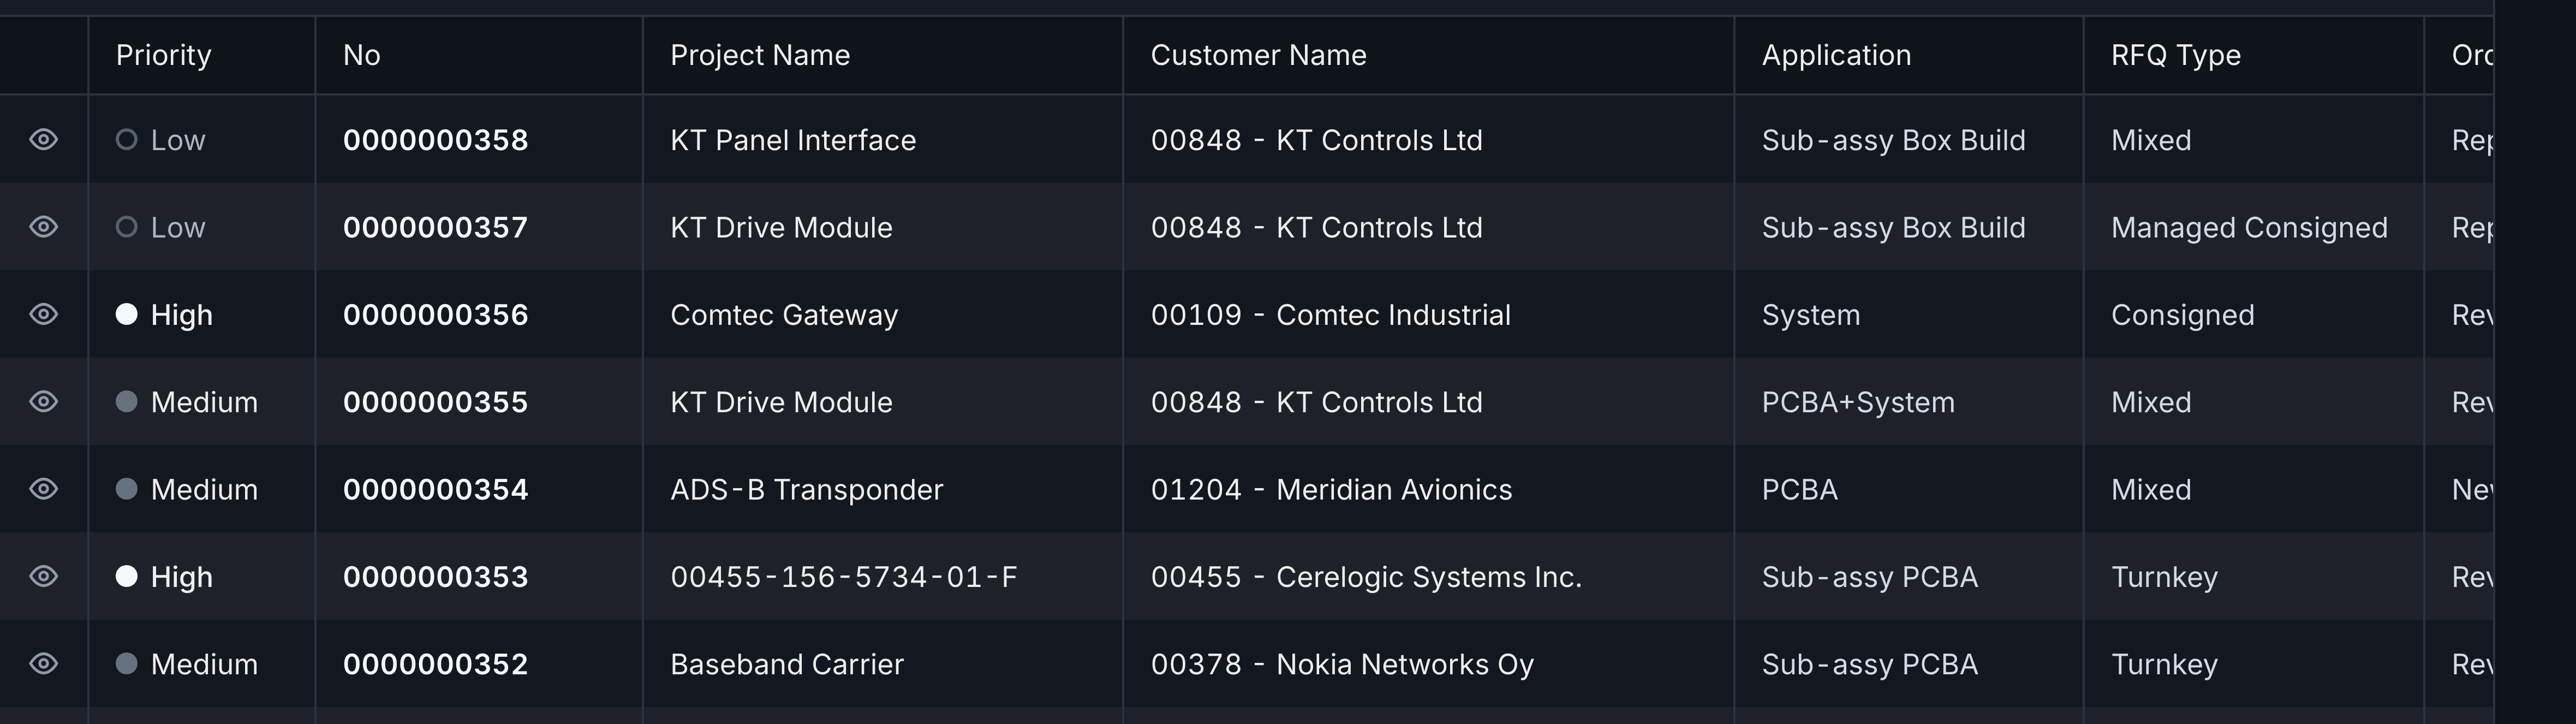 Priority No Project Name Customer Name Application RFQ Type
Low 0000000358 KT Panel Interface 00848 - KT Controls Ltd Sub-assy Box Build Mixed
Low 0000000357 KT Drive Module 00848 - KT Controls Ltd Sub-assy Box Build Managed Consigned
High 0000000356 Comtec Gateway 00109 - Comtec Industrial System Consigned
Medium 0000000355 KT Drive Module 00848 - KT Controls Ltd PCBA+System Mixed
Medium 0000000354 ADS-B Transponder 01204 - Meridian Avionics PCBA Mixed
High 0000000353 00455-156-5734-01-F 00455 - Cerelogic Systems Inc. Sub-assy PCBA Turnkey
Medium 0000000352 Baseband Carrier 00378 - Nokia Networks Oy Sub-assy PCBA Turnkey